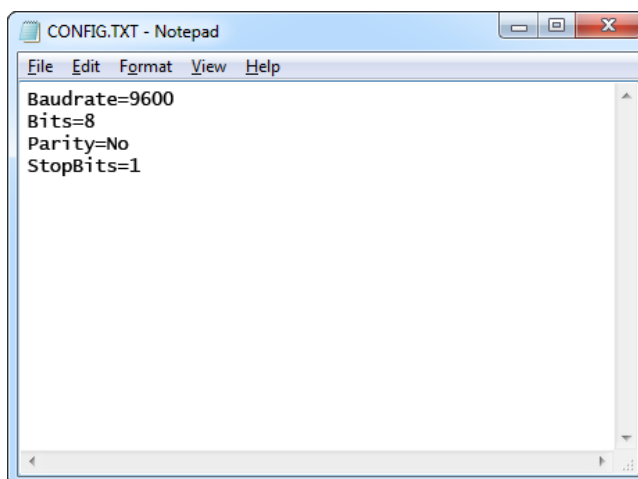 CONFIG.TXT - Notepad
File Edit Format View Help
Baudrate=9600
Bits=8
Parity=No
StopBits=1